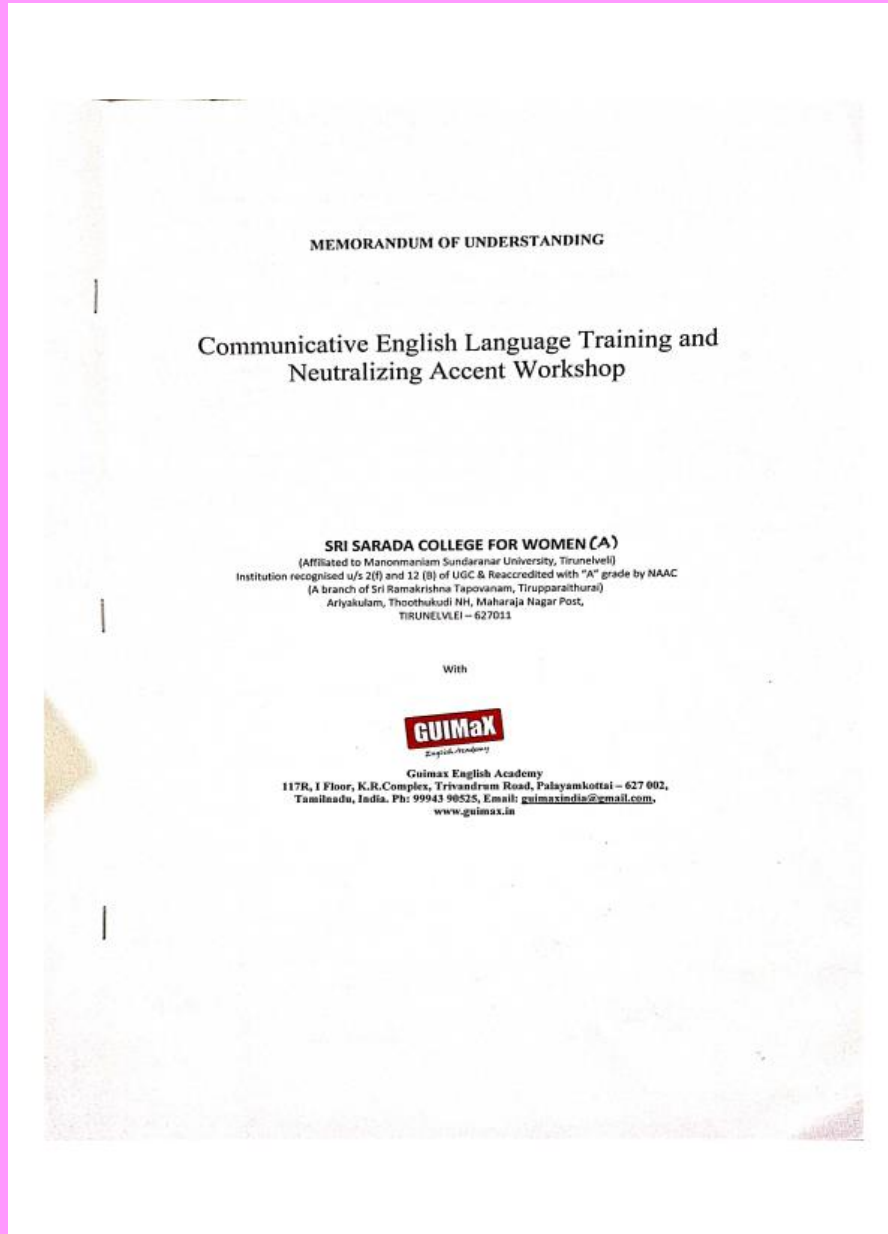 MEMORANDUM OF UNDERSTANDING
Communicative English Language Training and
Neutralizing Accent Workshop
SRI SARADA COLLEGE FOR WOMEN (A)
(Affiliated to Manonmaniam Sundaranar University, Tirunelveli)
Institution recognised u/s 2(f) and 12 (B) of UGC & Reaccredited with "A" grade by NAAC
(A branch of Sri Ramakrishna Tapovanam, Tirupparaithurai)
Ariyakulam, Thoothukudi NH, Maharaja Nagar Post,
TIRUNELVLEI – 627011
With
GUIMaX
English Academy
Guimax English Academy
117R, I Floor, K.R.Complex, Trivandrum Road, Palayamkottai – 627 002,
Tamilnadu, India. Ph: 99943 90525, Email: guimaxindia@gmail.com,
www.guimax.in